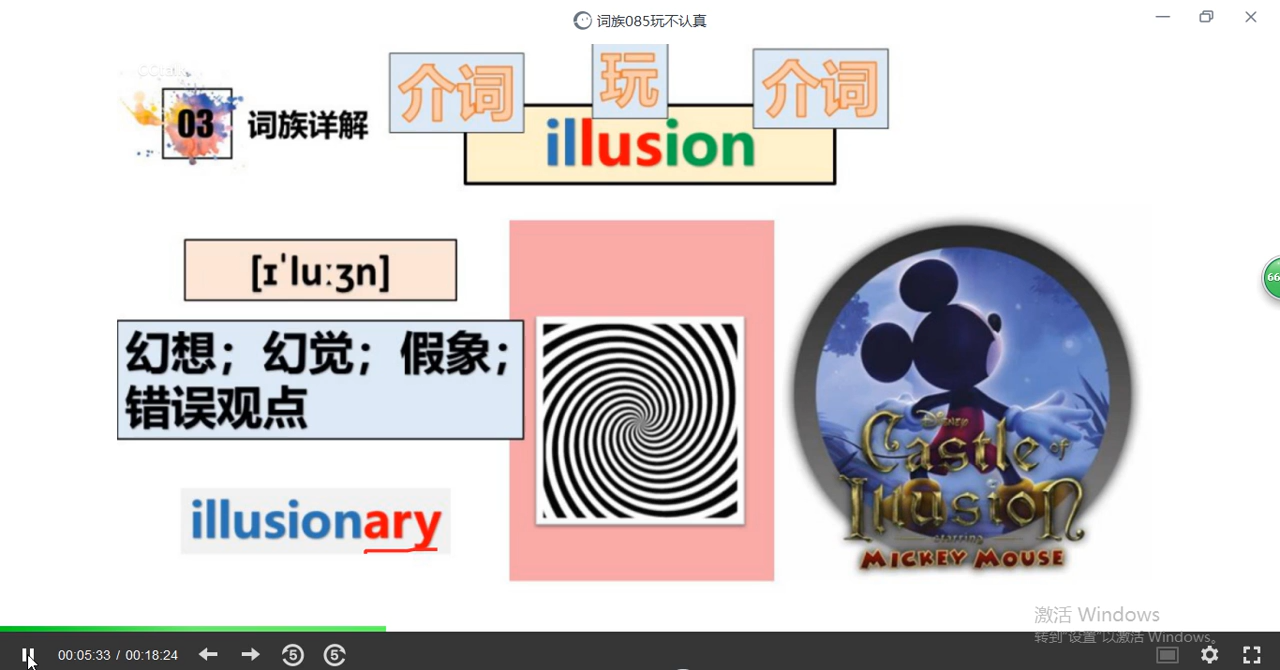 词族085玩不认真
介词
玩
介词
03
词族详解
illusion
[ɪˈluːʒn]
幻想；幻觉；假象；
错误观点
illusionary
Disney
Castle of
Illusion
starring
MICKEY MOUSE
66
激活 Windows
转到"设置"以激活 Windows。
00:05:33 / 00:18:24
5
5